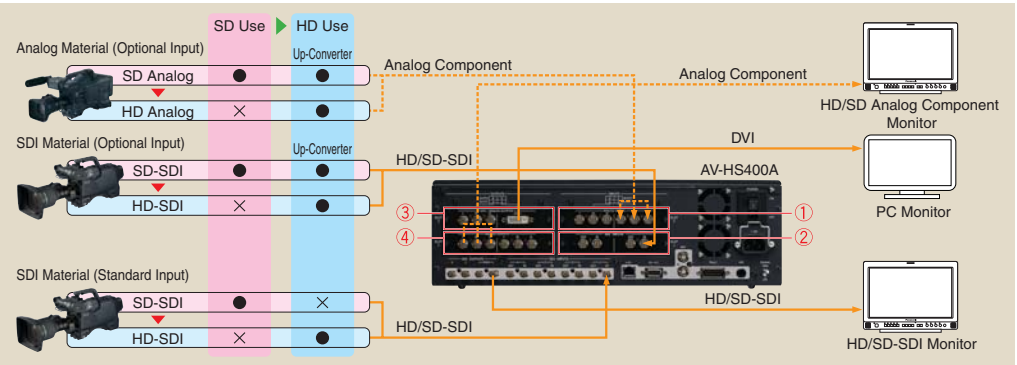 SD Use HD Use
Analog Material (Optional Input)
Up-Converter
SD Analog
HD Analog
Analog Component
Analog Component
HD/SD Analog Component
Monitor
SDI Material (Optional Input)
Up-Converter
SD-SDI
HD-SDI
HD/SD-SDI
DVI
AV-HS400A
PC Monitor
③
①
④
②
SDI Material (Standard Input)
SD-SDI
HD-SDI
HD/SD-SDI
HD/SD-SDI
HD/SD-SDI Monitor